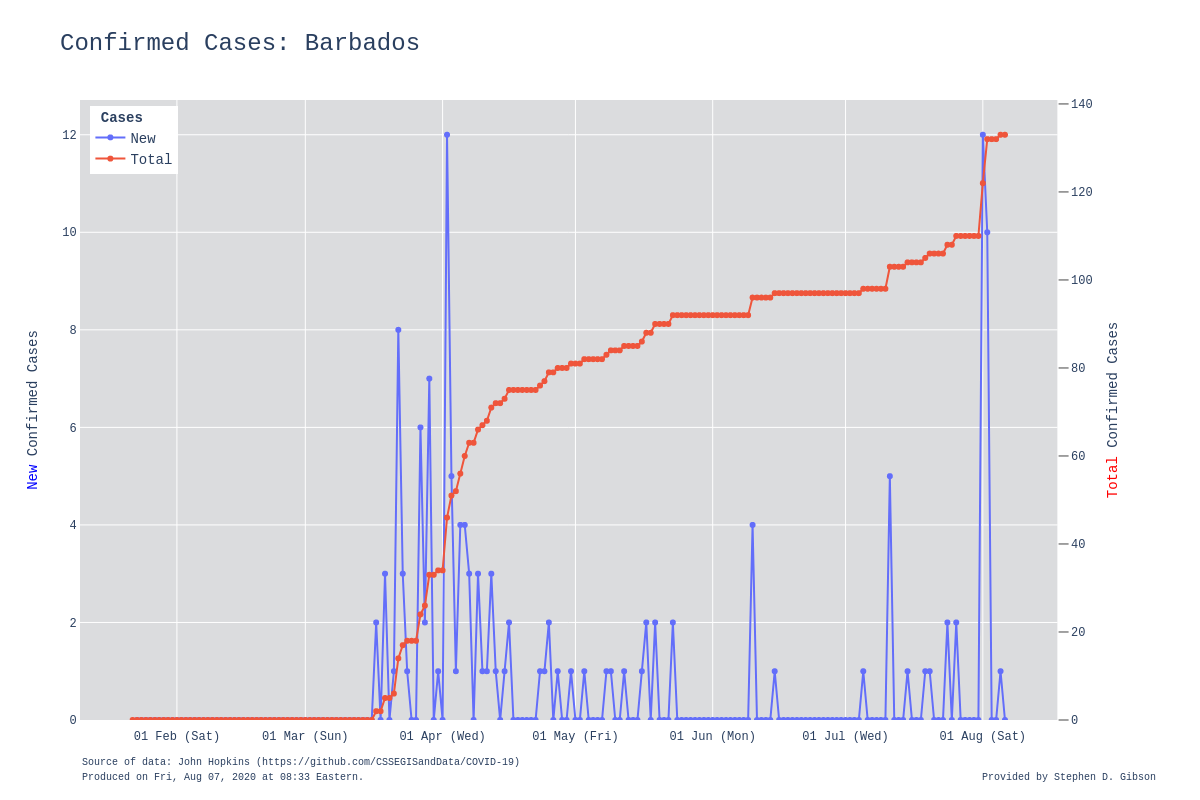 Confirmed Cases: Barbados
Cases
New
Total
12
10
8
6
4
2
0
New Confirmed Cases
140
120
100
80
60
40
20
0
Total Confirmed Cases
01 Feb (Sat)
01 Mar (Sun)
01 Apr (Wed)
01 May (Fri)
01 Jun (Mon)
01 Jul (Wed)
01 Aug (Sat)
Source of data: John Hopkins (https://github.com/CSSEGISandData/COVID-19)
Produced on Fri, Aug 07, 2020 at 08:33 Eastern.
Provided by Stephen D. Gibson